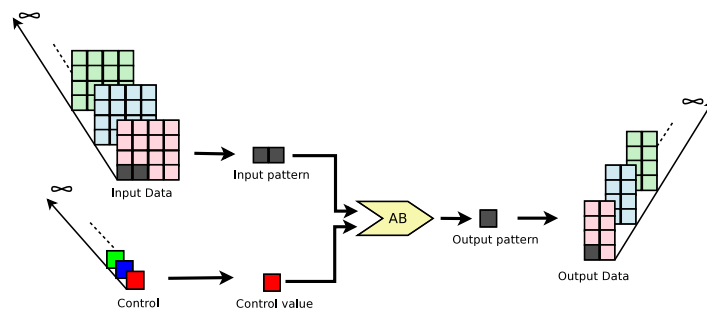 ∞
∞
Input Data
Input pattern
∞
AB
Output pattern
Output Data
Control
Control value